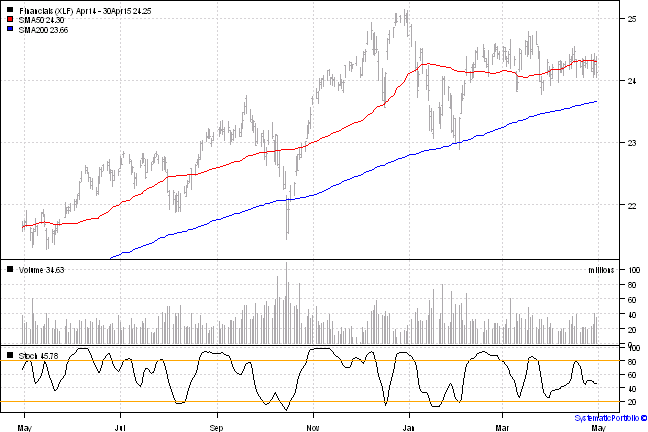 Financials (XLF) Apr14 - 30Apr15 24.25
SMA50 24.30
SMA200 23.66
25
24
23
22
Volume 34.63
millions
100
80
60
40
20
0
Stoch 45.78
100
80
60
40
20
May Jul Sep Nov Jan Mar May
SystematicPortfolio ©